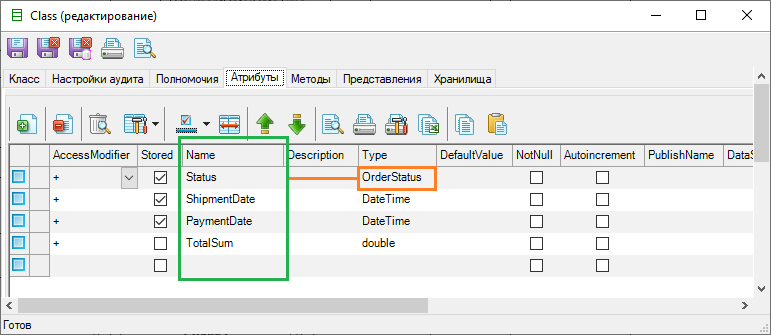 Class (редактирование)
Класс Настройки аудита Полномочия Атрибуты Методы Представления Хранилища
AccessModifier Stored Name Description Type DefaultValue NotNull Autoincrement PublishName DataS
+ Status OrderStatus
+ ShipmentDate DateTime
+ PaymentDate DateTime
+ TotalSum double
Готов